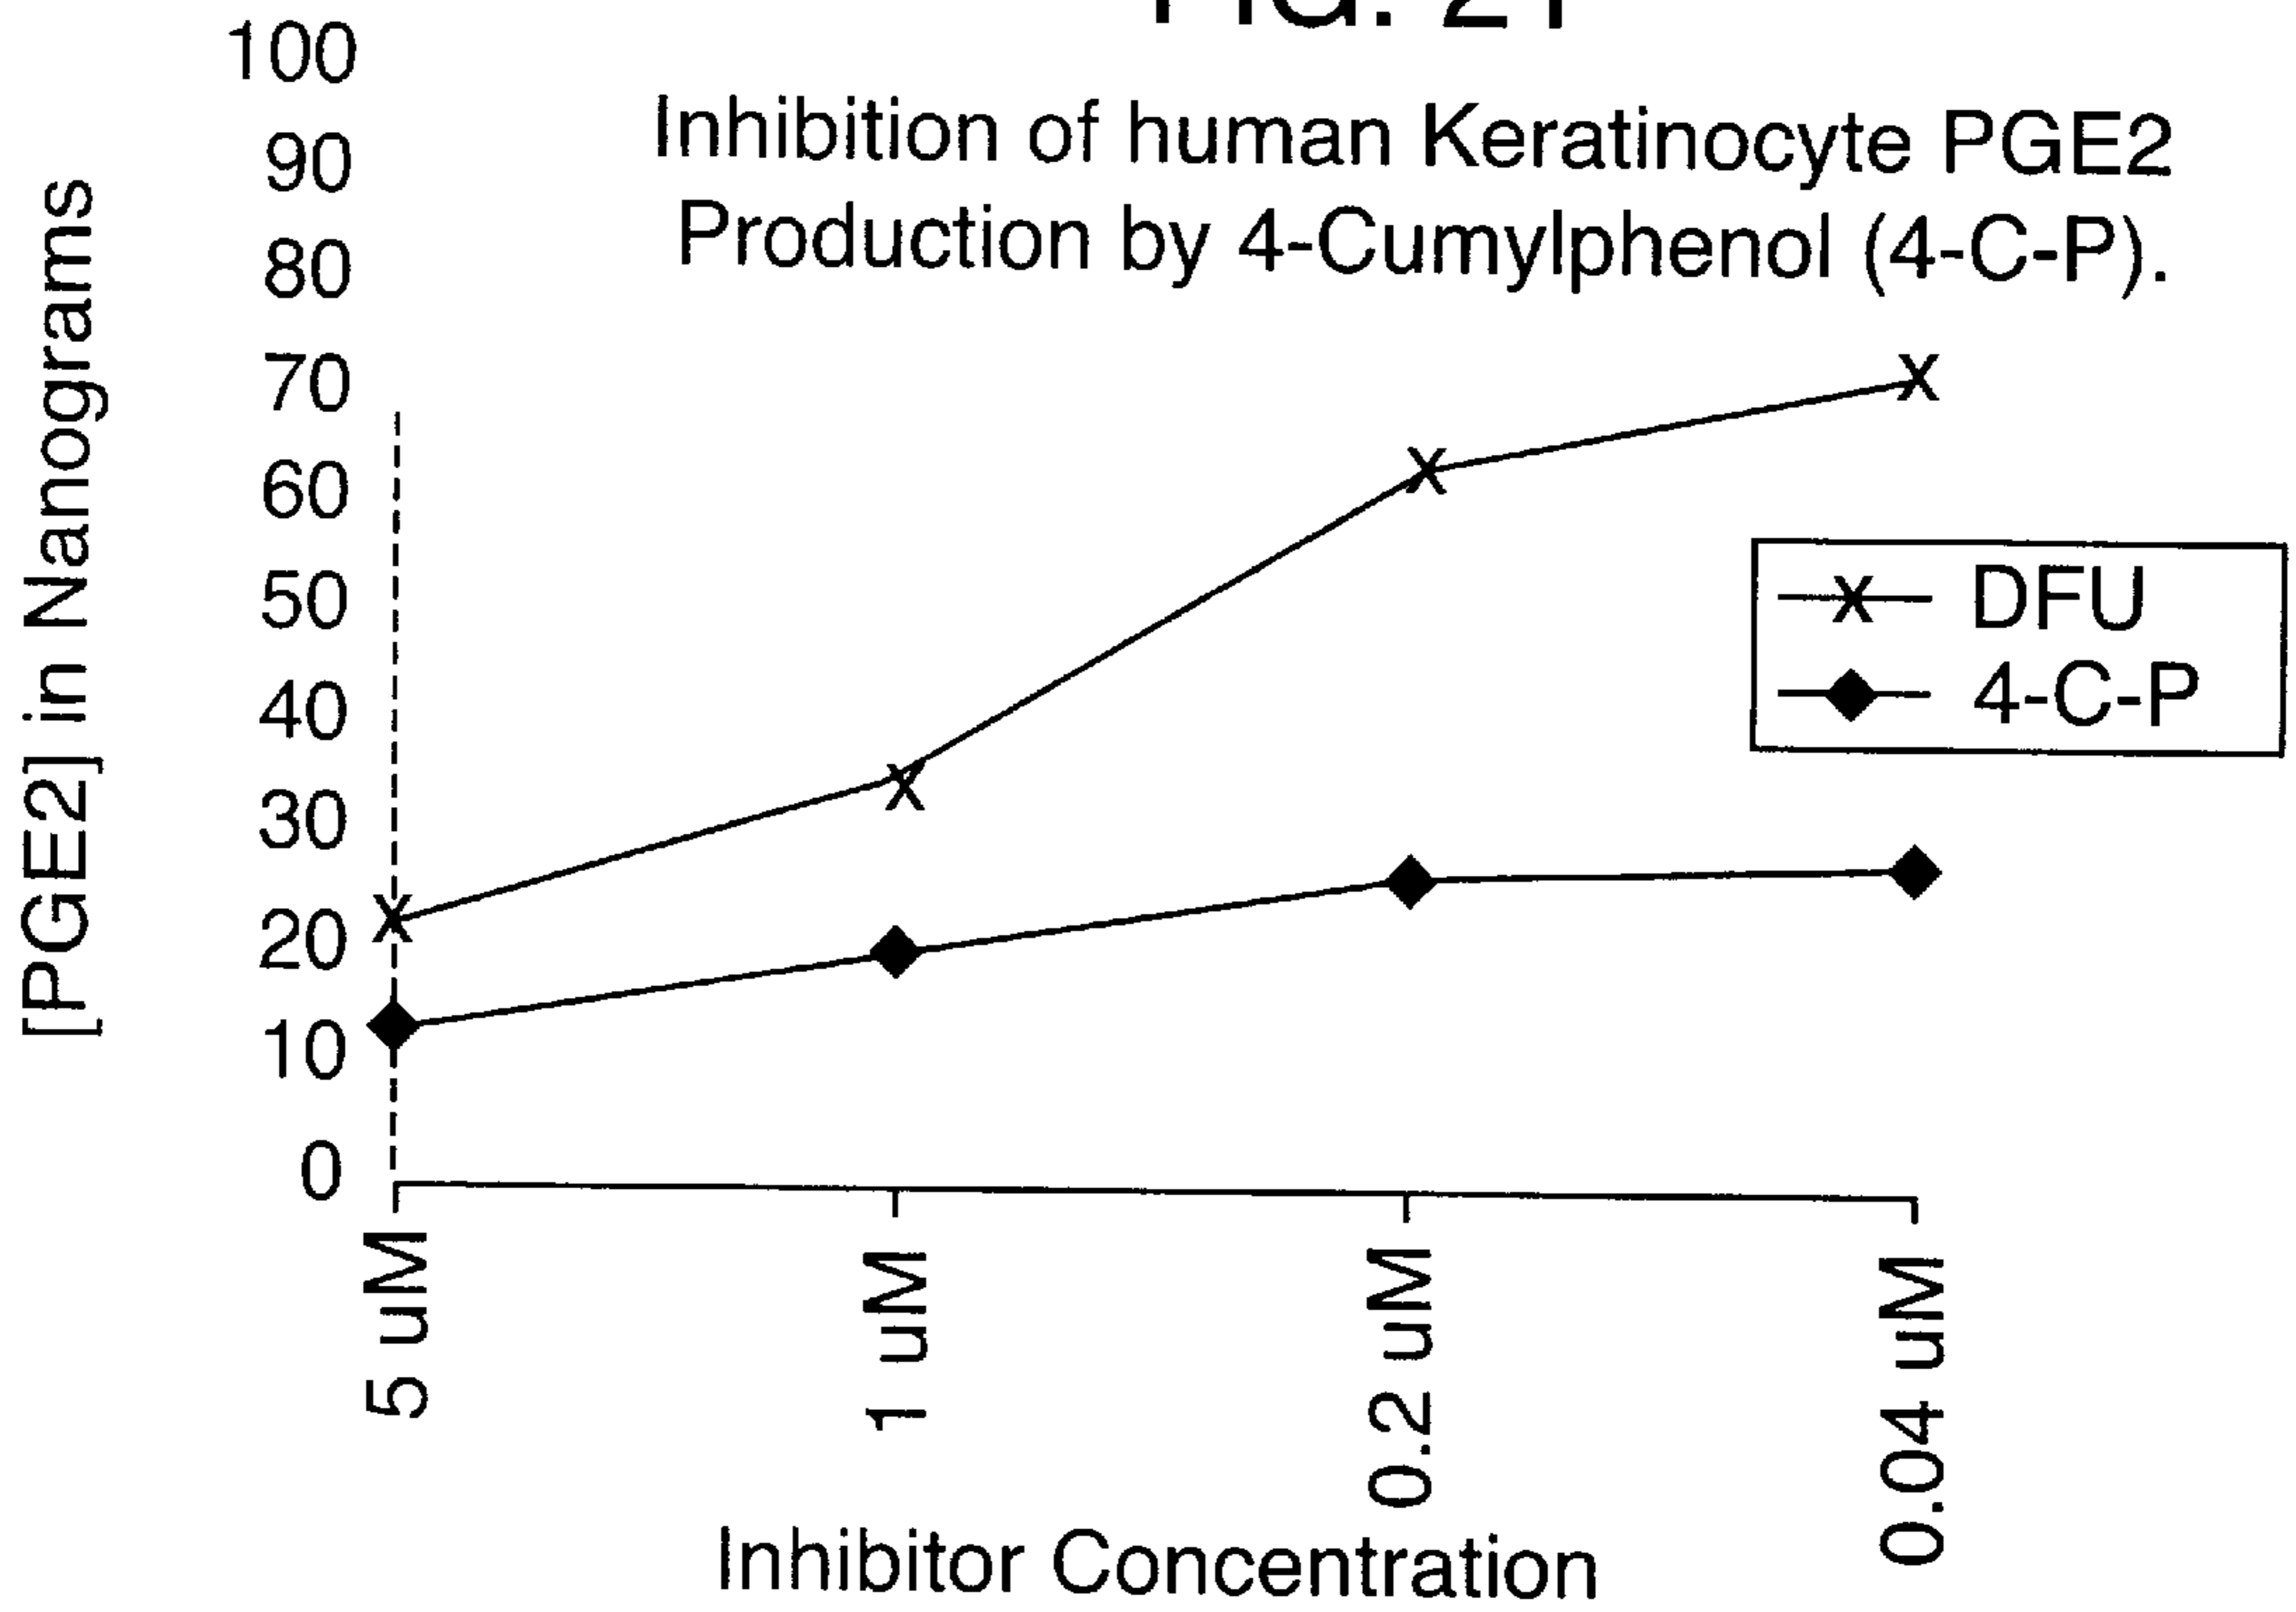 100
90
80
70
60
50
40
30
20
10
0
[PGE2] in Nanograms
Inhibition of human Keratinocyte PGE2
Production by 4-Cumylphenol (4-C-P).
DFU
4-C-P
5 uM
1 uM
0.2 uM
0.04 uM
Inhibitor Concentration